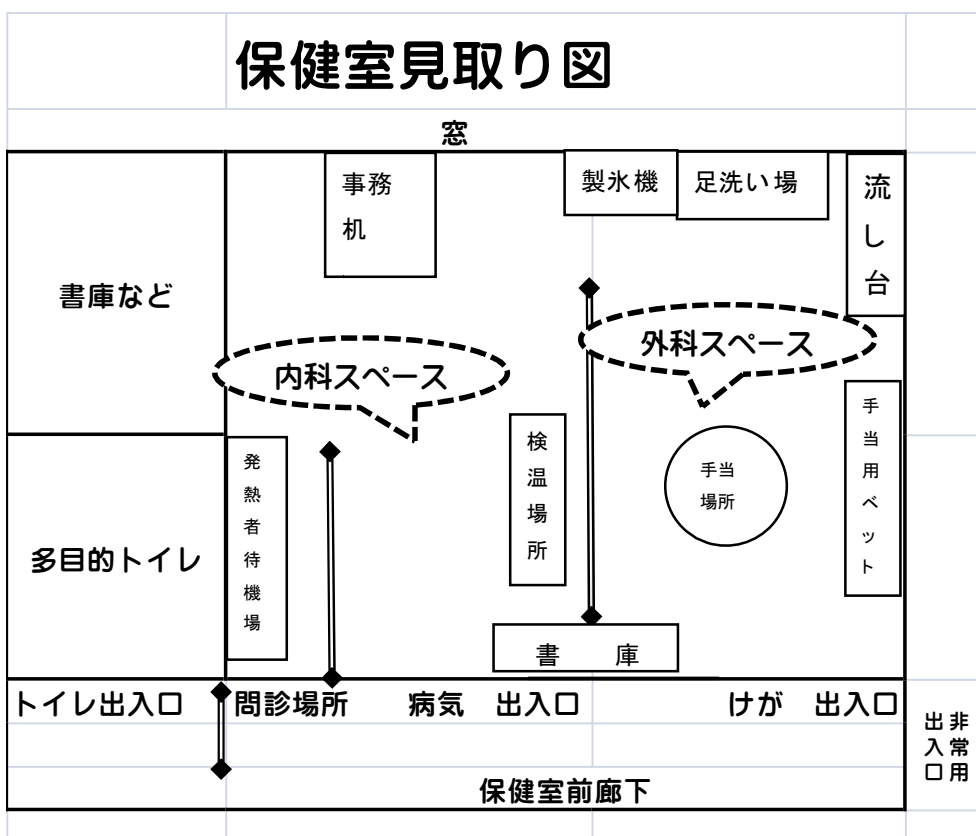 保健室見取り図
窓
事務
机
製氷機
足洗い場
流し台
書庫など
内科スペース
外科スペース
発熱者待機場
検温場所
手当
場所
手当用ベット
多目的トイレ
書　庫
トイレ出入口
問診場所
病気　出入口
けが　出入口
非常用
出入口
保健室前廊下